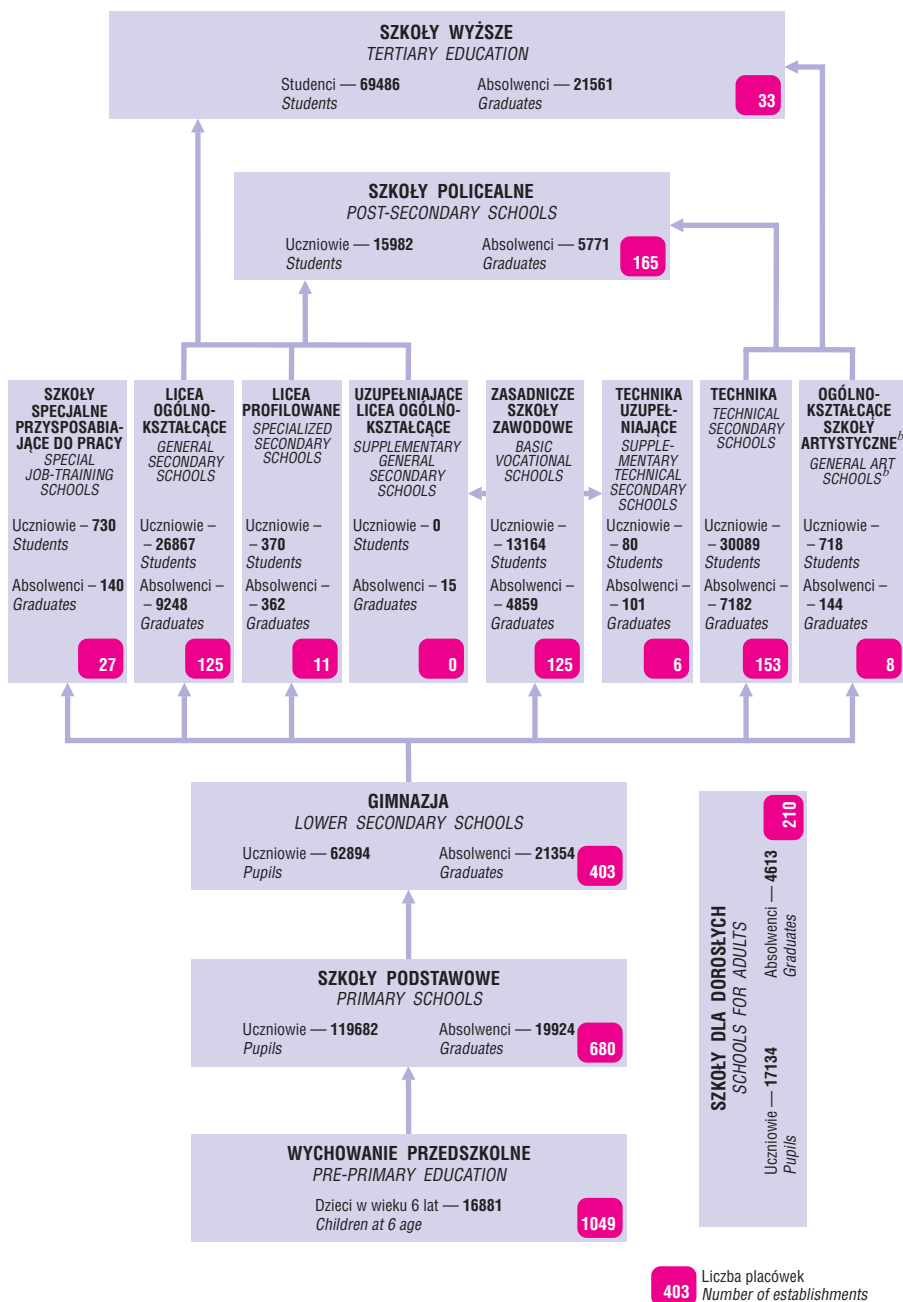 SZKOŁY WYŻSZE
TERTIARY EDUCATION
Studenci — 69486
Students
Absolwenci — 21561
Graduates
33
SZKOŁY POLICEALNE
POST-SECONDARY SCHOOLS
Uczniowie — 15982
Students
Absolwenci — 5771
Graduates
165
SZKOŁY
SPECJALNE
PRZYSPOSABIA-
JĄCE DO PRACY
SPECIAL
JOB-TRAINING
SCHOOLS
Uczniowie – 730
Students
Absolwenci – 140
Graduates
27
LICEA
OGÓLNO-
KSZTAŁCĄCE
GENERAL
SECONDARY
SCHOOLS
Uczniowie –
– 26867
Students
Absolwenci –
– 9248
Graduates
125
LICEA
PROFILOWANE
SPECIALIZED
SECONDARY
SCHOOLS
Uczniowie –
– 370
Students
Absolwenci –
– 362
Graduates
11
UZUPEŁNIAJĄCE
LICEA OGÓLNO-
KSZTAŁCĄCE
SUPPLEMENTARY
GENERAL
SECONDARY
SCHOOLS
Uczniowie – 0
Students
Absolwenci – 15
Graduates
0
ZASADNICZE
SZKOŁY
ZAWODOWE
BASIC
VOCATIONAL
SCHOOLS
Uczniowie –
– 13164
Students
Absolwenci –
– 4859
Graduates
125
TECHNIKA
UZUPEŁ-
NIAJĄCE
SUPPLE-
MENTARY
TECHNICAL
SECONDARY
SCHOOLS
Uczniowie –
– 80
Students
Absolwenci –
– 101
Graduates
6
TECHNIKA
TECHNICAL
SECONDARY
SCHOOLS
Uczniowie –
– 30089
Students
Absolwenci –
– 7182
Graduates
153
OGÓLNO-
KSZTAŁCĄCE
SZKOŁY
ARTYSTYCZNE b
GENERAL ART
SCHOOLS b
Uczniowie –
– 718
Students
Absolwenci –
– 144
Graduates
8
GIMNAZJA
LOWER SECONDARY SCHOOLS
Uczniowie — 62894
Pupils
Absolwenci — 21354
Graduates
403
SZKOŁY PODSTAWOWE
PRIMARY SCHOOLS
Uczniowie — 119682
Pupils
Absolwenci — 19924
Graduates
680
WYCHOWANIE PRZEDSZKOLNE
PRE-PRIMARY EDUCATION
Dzieci w wieku 6 lat — 16881
Children at 6 age
1049
SZKOŁY DLA DOROSŁYCH
SCHOOLS FOR ADULTS
Uczniowie — 17134
Pupils
Absolwenci — 4613
Graduates
210
403
Liczba placówek
Number of establishments